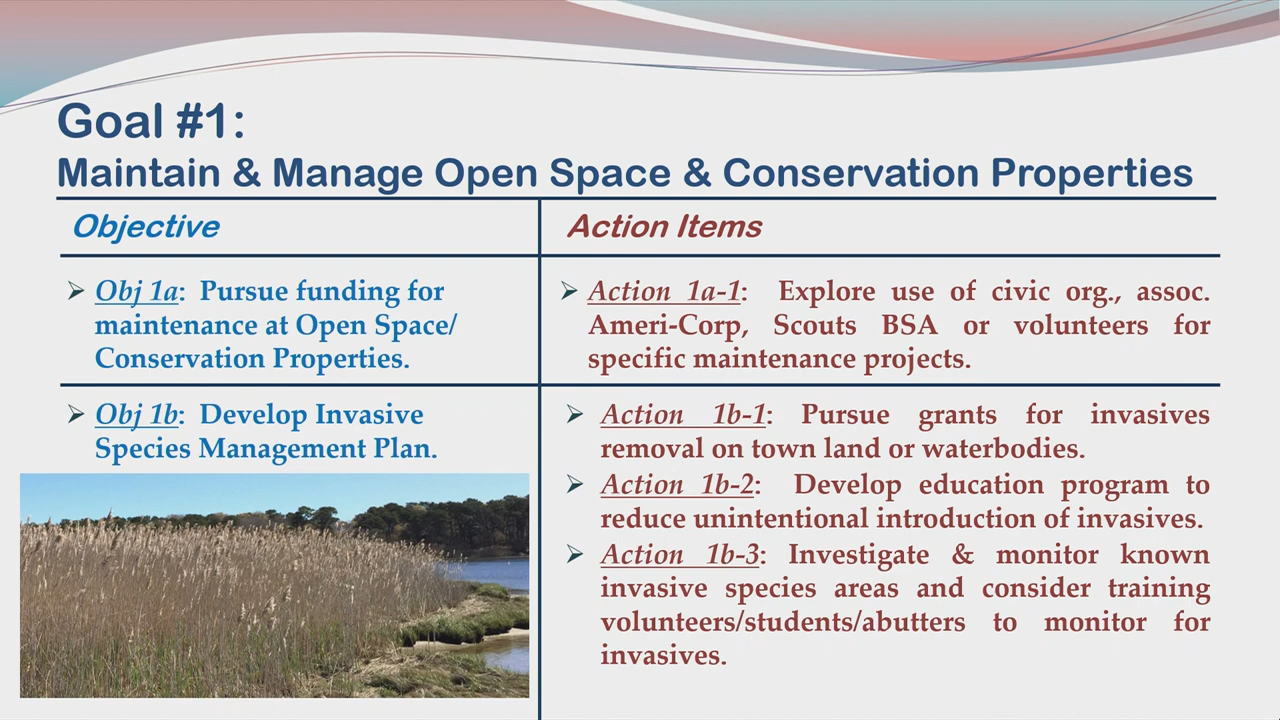 Goal #1:
Maintain & Manage Open Space & Conservation Properties
Objective
Action Items
➢ Obj 1a: Pursue funding for
maintenance at Open Space/
Conservation Properties.
➢ Action 1a-1: Explore use of civic org., assoc.
Ameri-Corp, Scouts BSA or volunteers for
specific maintenance projects.
➢ Obj 1b: Develop Invasive
Species Management Plan.
➢ Action 1b-1: Pursue grants for invasives
removal on town land or waterbodies.
➢ Action 1b-2: Develop education program to
reduce unintentional introduction of invasives.
➢ Action 1b-3: Investigate & monitor known
invasive species areas and consider training
volunteers/students/abutters to monitor for
invasives.